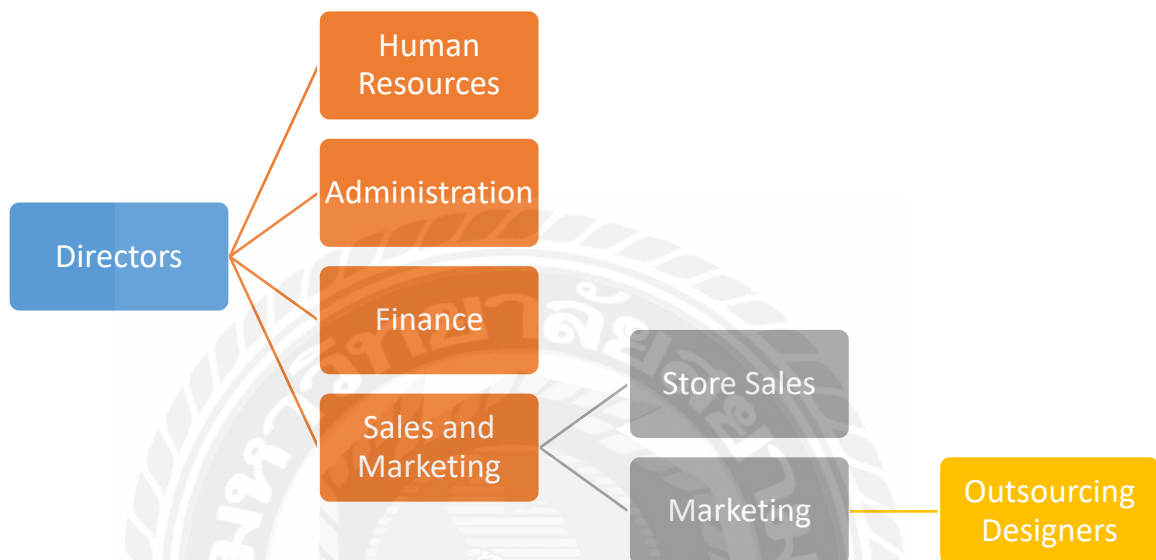 Human
Resources
Administration
Directors
Finance
Store Sales
Sales and
Marketing
Marketing
Outsourcing
Designers